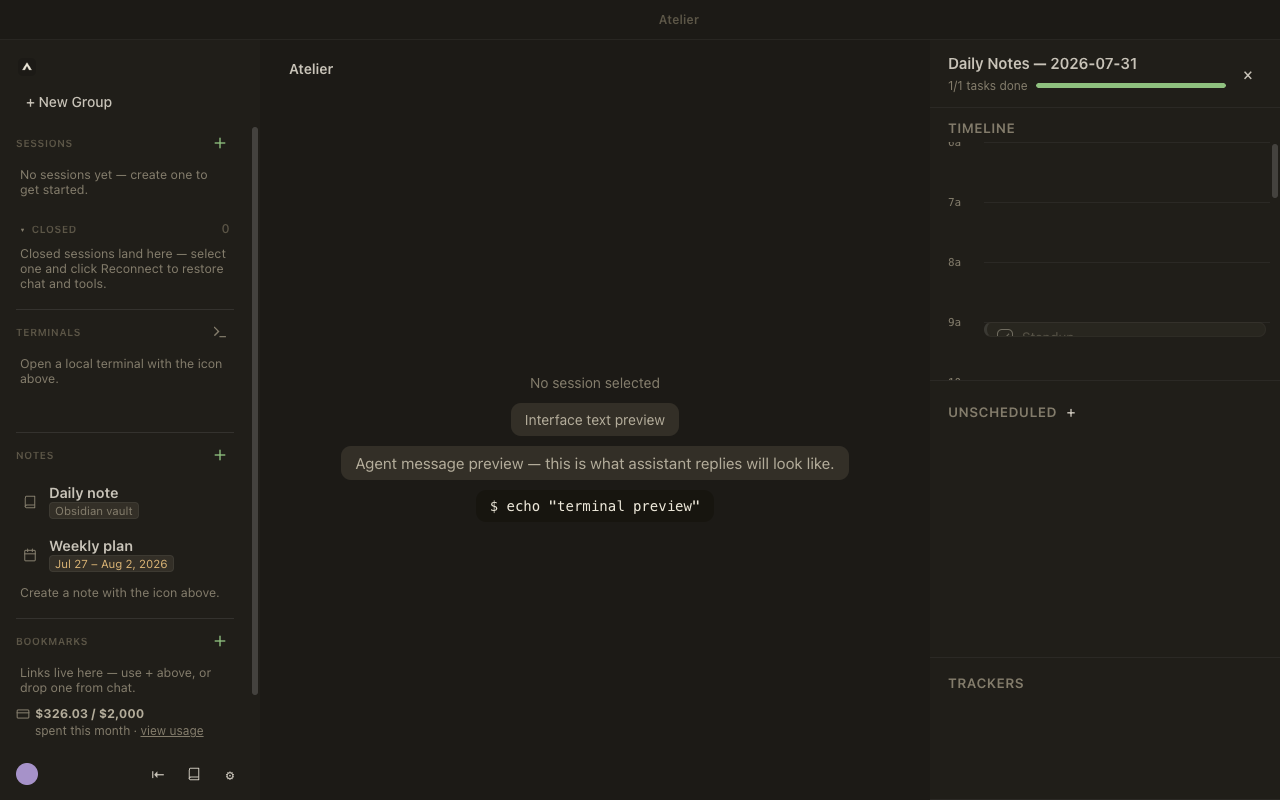 Atelier
+ New Group
SESSIONS
No sessions yet — create one to
get started.
CLOSED 0
Closed sessions land here — select
one and click Reconnect to restore
chat and tools.
TERMINALS
Open a local terminal with the icon
above.
NOTES
Daily note
Obsidian vault
Weekly plan
Jul 27 – Aug 2, 2026
Create a note with the icon above.
BOOKMARKS
Links live here — use + above, or
drop one from chat.
$326.03 / $2,000
spent this month · view usage
Atelier
No session selected
Interface text preview
Agent message preview — this is what assistant replies will look like.
$ echo "terminal preview"
Daily Notes — 2026-07-31
1/1 tasks done
TIMELINE
6a
7a
8a
9a
Standup
UNSCHEDULED +
TRACKERS